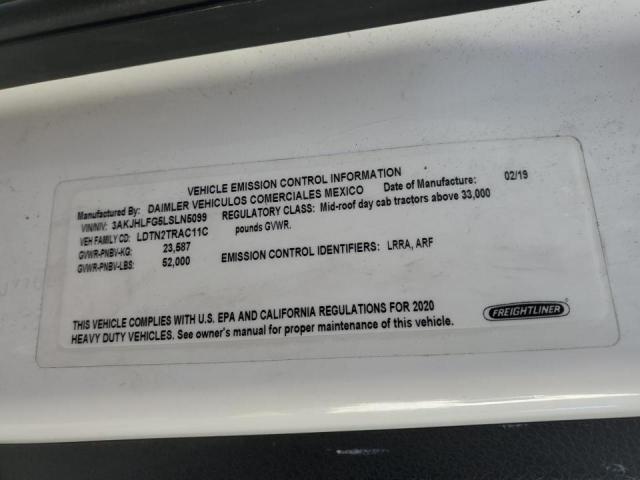 VEHICLE EMISSION CONTROL INFORMATION
Manufactured By: DAIMLER VEHICULOS COMERCIALES MEXICO Date of Manufacture: 02/19
VIN/NIV: 3AKJHLFG5LSLN5099 REGULATORY CLASS: Mid-roof day cab tractors above 33,000
VEH FAMILY CD: LDTN2TRAC11C pounds GVWR.
GVWR-PNBV-KG: 23,587
GVWR-PNBV-LBS: 52,000 EMISSION CONTROL IDENTIFIERS: LRRA, ARF
THIS VEHICLE COMPLIES WITH U.S. EPA AND CALIFORNIA REGULATIONS FOR 2020
HEAVY DUTY VEHICLES. See owner's manual for proper maintenance of this vehicle.
FREIGHTLINER